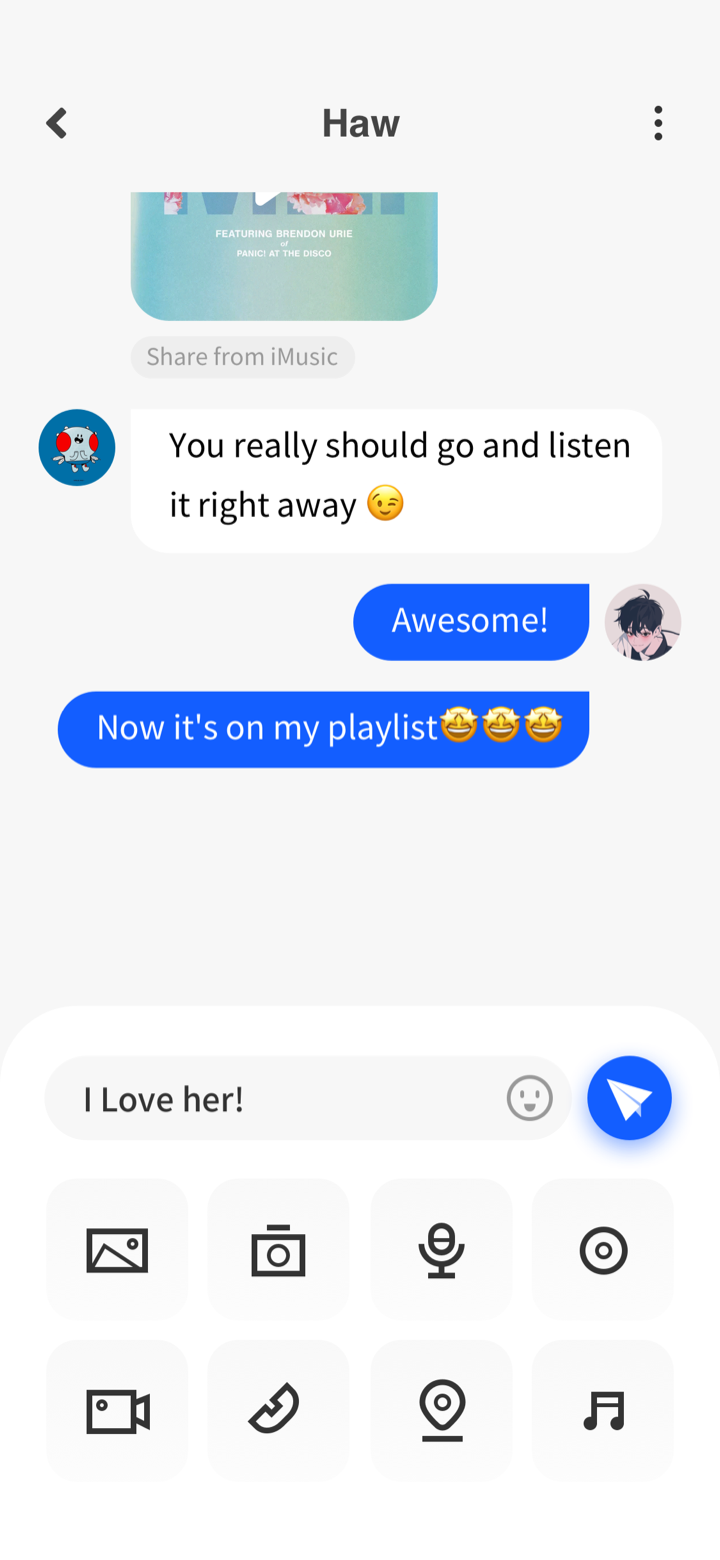 Haw
FEATURING BRENDON URIE
of
PANIC! AT THE DISCO
Share from iMusic
You really should go and listen
it right away 😉
Awesome!
Now it's on my playlist🤩🤩🤩
I Love her!